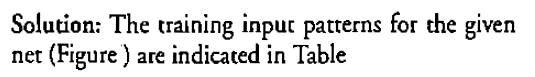 Solution: The training input patterns for the given
net (Figure ) are indicated in Table